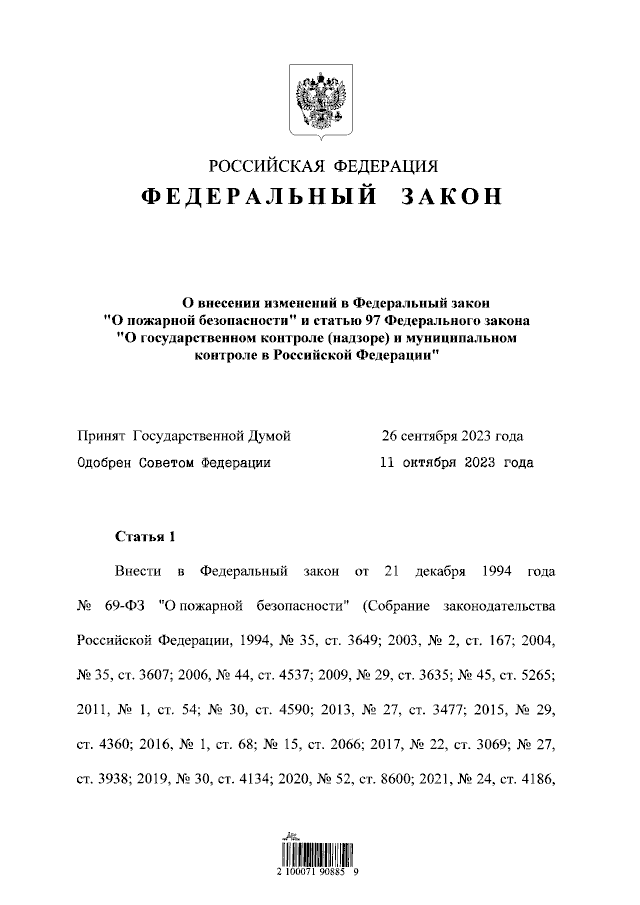 РОССИЙСКАЯ ФЕДЕРАЦИЯ
ФЕДЕРАЛЬНЫЙ ЗАКОН
О внесении изменений в Федеральный закон
"О пожарной безопасности" и статью 97 Федерального закона
"О государственном контроле (надзоре) и муниципальном
контроле в Российской Федерации"
Принят Государственной Думой 26 сентября 2023 года
Одобрен Советом Федерации 11 октября 2023 года
Статья 1
Внести в Федеральный закон от 21 декабря 1994 года
№ 69-ФЗ "О пожарной безопасности" (Собрание законодательства
Российской Федерации, 1994, № 35, ст. 3649; 2003, № 2, ст. 167; 2004,
№ 35, ст. 3607; 2006, № 44, ст. 4537; 2009, № 29, ст. 3635; № 45, ст. 5265;
2011, № 1, ст. 54; № 30, ст. 4590; 2013, № 27, ст. 3477; 2015, № 29,
ст. 4360; 2016, № 1, ст. 68; № 15, ст. 2066; 2017, № 22, ст. 3069; № 27,
ст. 3938; 2019, № 30, ст. 4134; 2020, № 52, ст. 8600; 2021, № 24, ст. 4186,
2 100071 90885 9